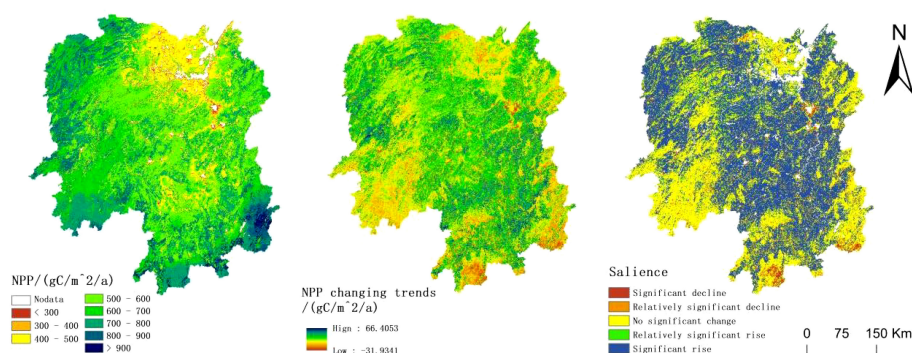 N
NPP/(gC/m^2/a)
Nodata
< 300
300 - 400
400 - 500
500 - 600
600 - 700
700 - 800
800 - 900
> 900
NPP changing trends
/(gC/m^2/a)
Hign : 66.4053
Low : -31.9341
Salience
Significant decline
Relatively significant decline
No significant change
Relatively significant rise
Significant rise
0 75 150 Km